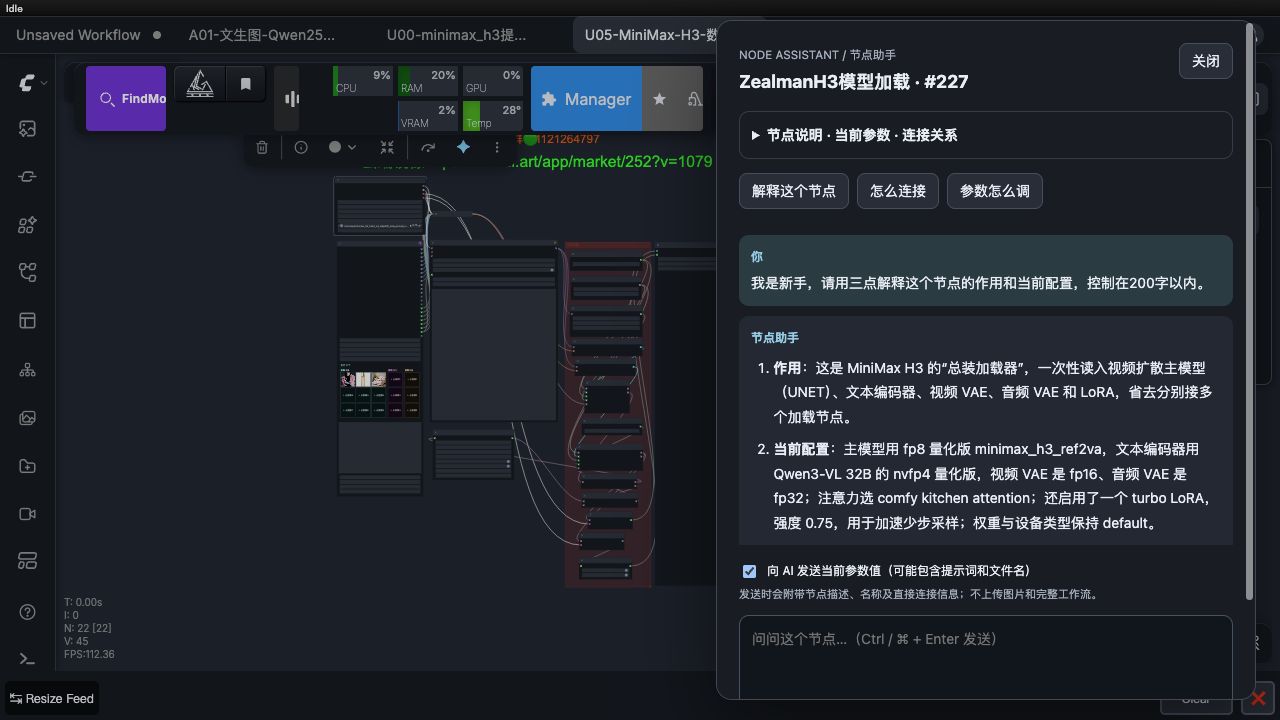 Idle
Unsaved Workflow
A01-文生图-Qwen25...
U00-minimax_h3提...
U05-MiniMax-H3-数
FindMo
9%
CPU
20%
RAM
0%
GPU
2%
VRAM
28°
Temp
Manager
1121264797
.art/app/market/252?v=1079
T: 0.00s
I: 0
N: 22 [22]
V: 45
FPS:112.36
Resize Feed
NODE ASSISTANT / 节点助手
ZealmanH3模型加载 · #227
关闭
节点说明 · 当前参数 · 连接关系
解释这个节点
怎么连接
参数怎么调
你
我是新手，请用三点解释这个节点的作用和当前配置，控制在200字以内。
节点助手
1. 作用：这是 MiniMax H3 的“总装加载器”，一次性读入视频扩散主模型
（UNET）、文本编码器、视频 VAE、音频 VAE 和 LoRA，省去分别接多
个加载节点。
2. 当前配置：主模型用 fp8 量化版 minimax_h3_ref2va，文本编码器用
Qwen3-VL 32B 的 nvfp4 量化版，视频 VAE 是 fp16、音频 VAE 是
fp32；注意力选 comfy kitchen attention；还启用了一个 turbo LoRA，
强度 0.75，用于加速少步采样；权重与设备类型保持 default。
向 AI 发送当前参数值（可能包含提示词和文件名）
发送时会附带节点描述、名称及直接连接信息；不上传图片和完整工作流。
问问这个节点...（Ctrl / ⌘ + Enter 发送）
Clear